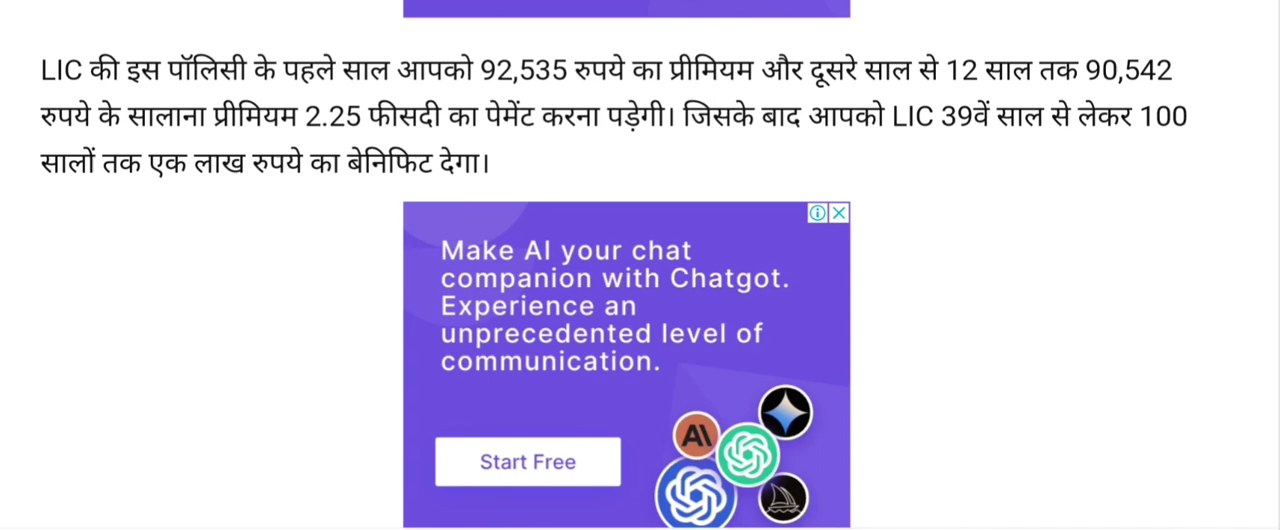 LIC की इस पॉलिसी के पहले साल आपको 92,535 रुपये का प्रीमियम और दूसरे साल से 12 साल तक 90,542
रुपये के सालाना प्रीमियम 2.25 फीसदी का पेमेंट करना पड़ेगी। जिसके बाद आपको LIC 39वें साल से लेकर 100
सालों तक एक लाख रुपये का बेनिफिट देगा।
Make AI your chat
companion with Chatgot.
Experience an
unprecedented level of
communication.
Start Free